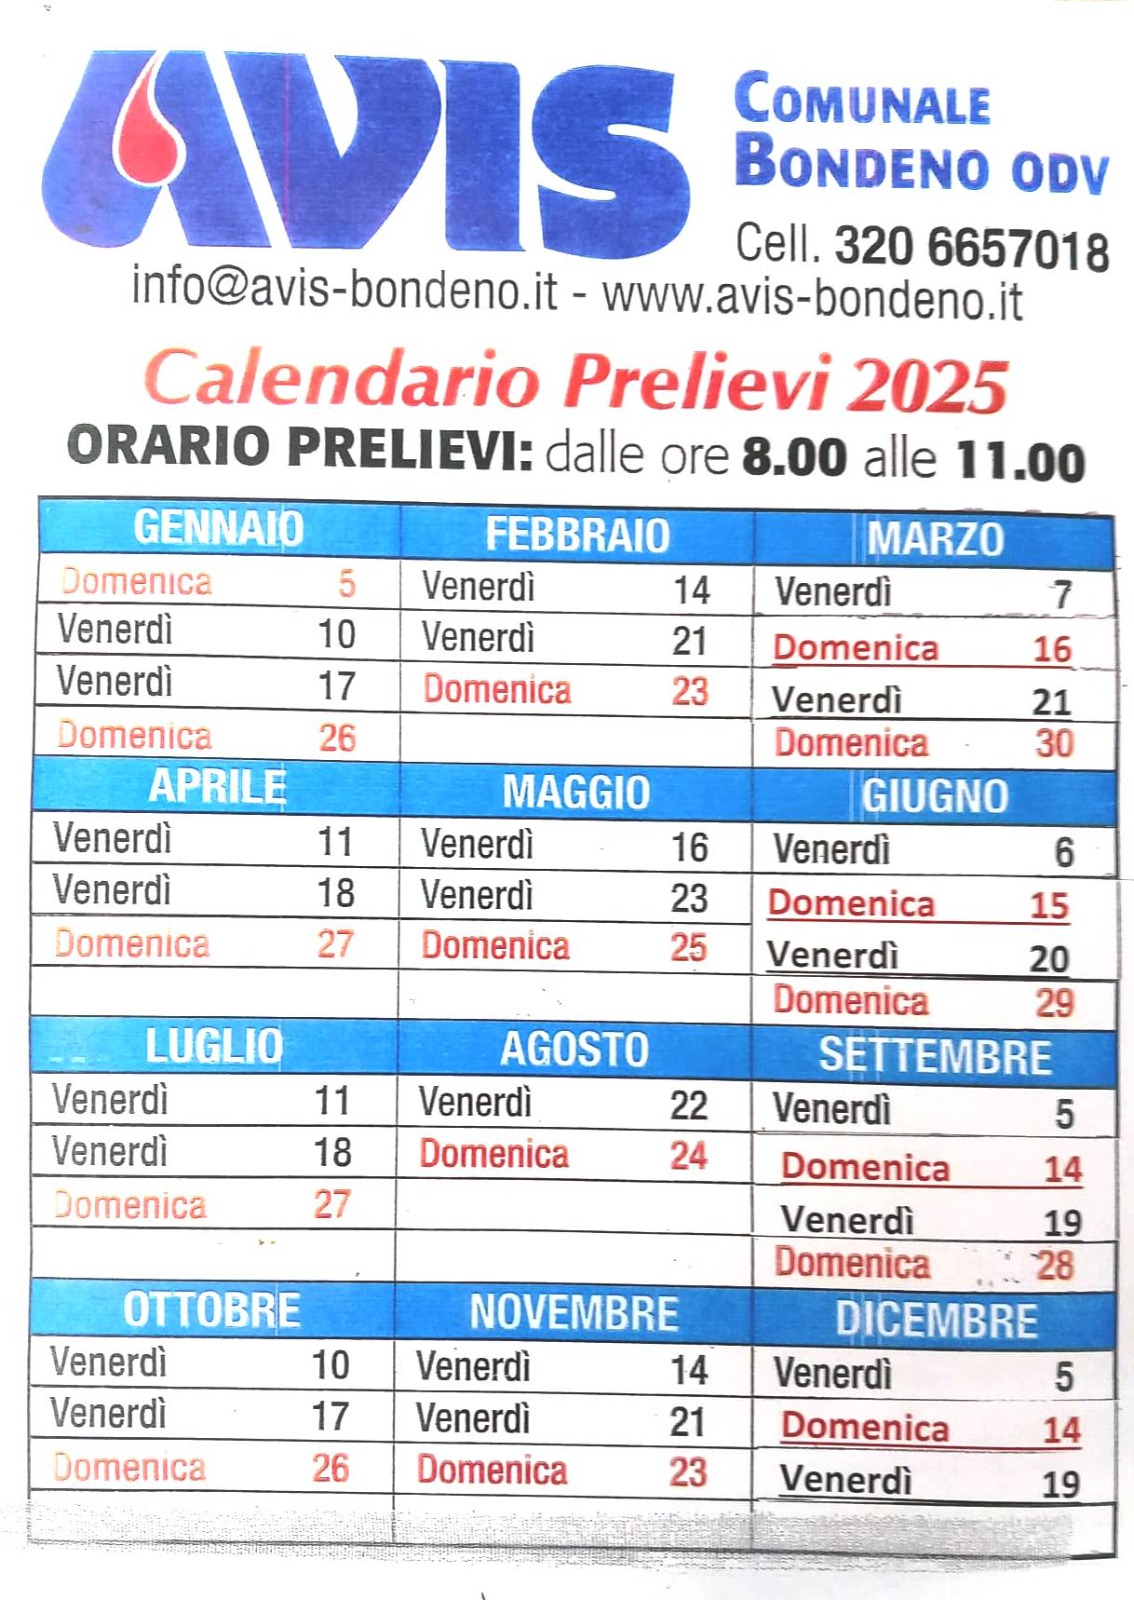 AVIS
COMUNALE
BONDENO ODV
Cell. 320 6657018
info@avis-bondeno.it - www.avis-bondeno.it
Calendario Prelievi 2025
ORARIO PRELIEVI: dalle ore 8.00 alle 11.00
GENNAIO FEBBRAIO MARZO
Domenica 5 Venerdì 14 Venerdì 7
Venerdì 10 Venerdì 21 Domenica 16
Venerdì 17 Domenica 23 Venerdì 21
Domenica 26 Domenica 30
APRILE MAGGIO GIUGNO
Venerdì 11 Venerdì 16 Venerdì 6
Venerdì 18 Venerdì 23 Domenica 15
Domenica 27 Domenica 25 Venerdì 20
Domenica 29
LUGLIO AGOSTO SETTEMBRE
Venerdì 11 Venerdì 22 Venerdì 5
Venerdì 18 Domenica 24 Domenica 14
Domenica 27 Venerdì 19
Domenica 28
OTTOBRE NOVEMBRE DICEMBRE
Venerdì 10 Venerdì 14 Venerdì 5
Venerdì 17 Venerdì 21 Domenica 14
Domenica 26 Domenica 23 Venerdì 19